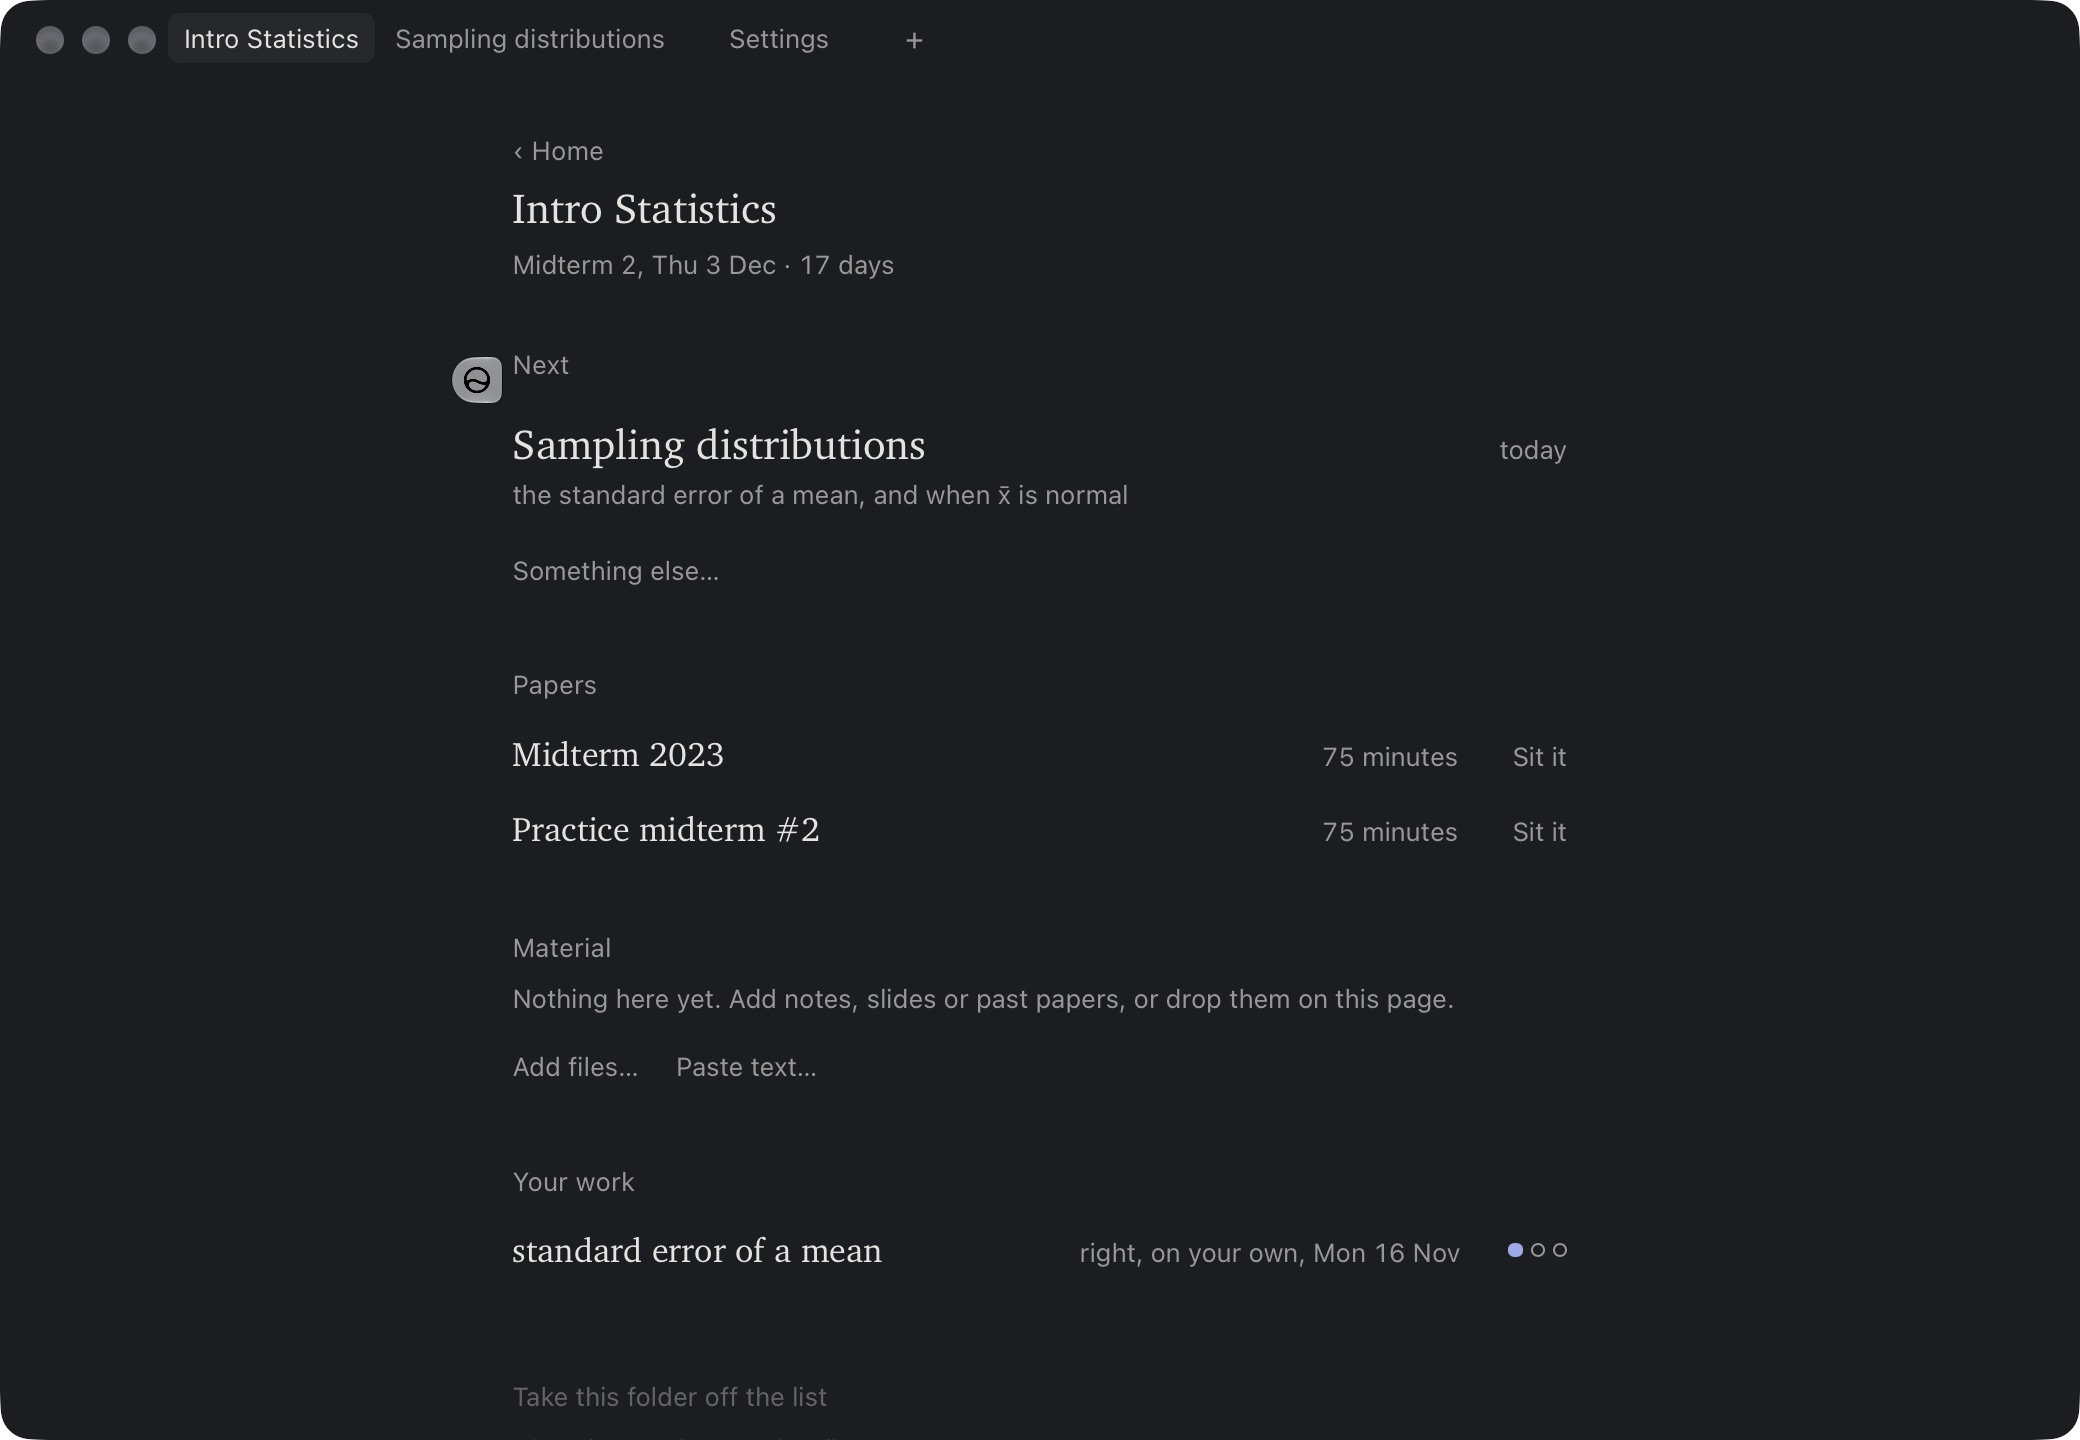 Intro Statistics
Sampling distributions
Settings
+
‹ Home
Intro Statistics
Midterm 2, Thu 3 Dec · 17 days
Next
Sampling distributions
today
the standard error of a mean, and when x̄ is normal
Something else…
Papers
Midterm 2023
75 minutes
Sit it
Practice midterm #2
75 minutes
Sit it
Material
Nothing here yet. Add notes, slides or past papers, or drop them on this page.
Add files…
Paste text…
Your work
standard error of a mean
right, on your own, Mon 16 Nov
Take this folder off the list